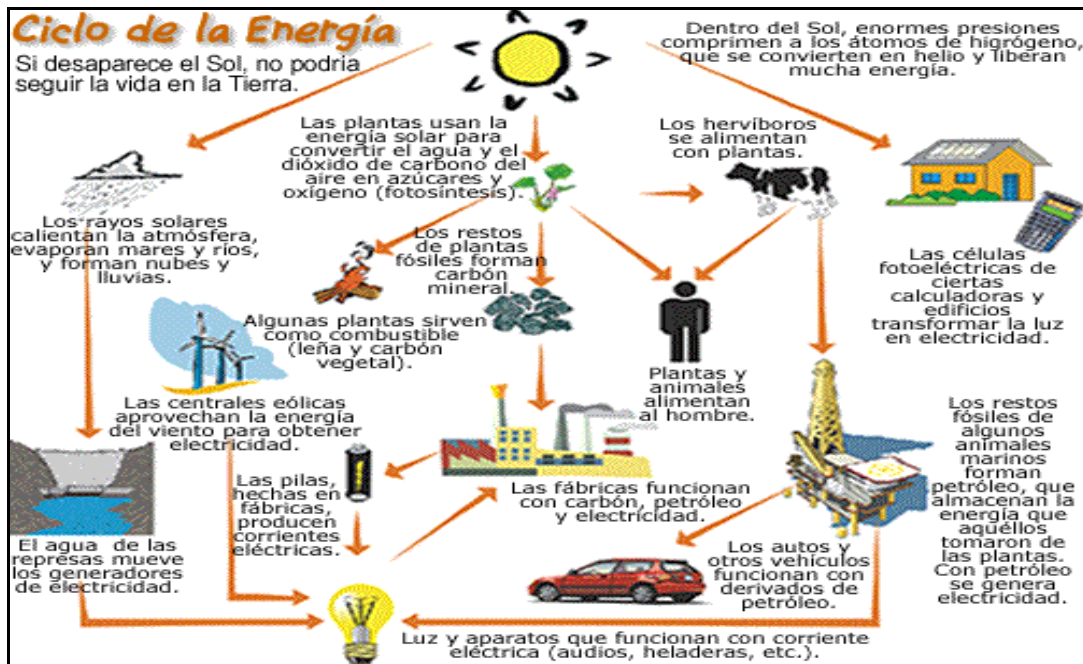 Ciclo de la Energía
Si desaparece el Sol, no podria
seguir la vida en la Tierra.
Dentro del Sol, enormes presiones
comprimen a los átomos de higrógeno,
que se convierten en helio y liberan
mucha energía.
Las plantas usan la
energía solar para
convertir el agua y el
dióxido de carbono del
aire en azúcares y
oxígeno (fotosíntesis).
Los hervíboros
se alimentan
con plantas.
Los rayos solares
calientan la atmósfera,
evaporan mares y ríos,
y forman nubes y
lluvias.
Los restos
de plantas
fósiles forman
carbón
mineral.
Las células
fotoeléctricas de
ciertas
calculadoras y
edificios
transformar la luz
en electricidad.
Algunas plantas sirven
como combustible
(leña y carbón
vegetal).
Plantas y
animales
alimentan
al hombre.
Las centrales eólicas
aprovechan la energía
del viento para obtener
electricidad.
Los restos
fósiles de
algunos
animales
marinos
forman
petróleo, que
almacenan la
energía que
aquéllos
tomaron de
las plantas.
Con petróleo
se genera
electricidad.
Las pilas,
hechas en
fábricas,
producen
corrientes
eléctricas.
Las fábricas funcionan
con carbón, petróleo
y electricidad.
El agua de las
represas mueve
los generadores
de electricidad.
Los autos y
otros vehículos
funcionan con
derivados de
petróleo.
Luz y aparatos que funcionan con corriente
eléctrica (audios, heladeras, etc.).